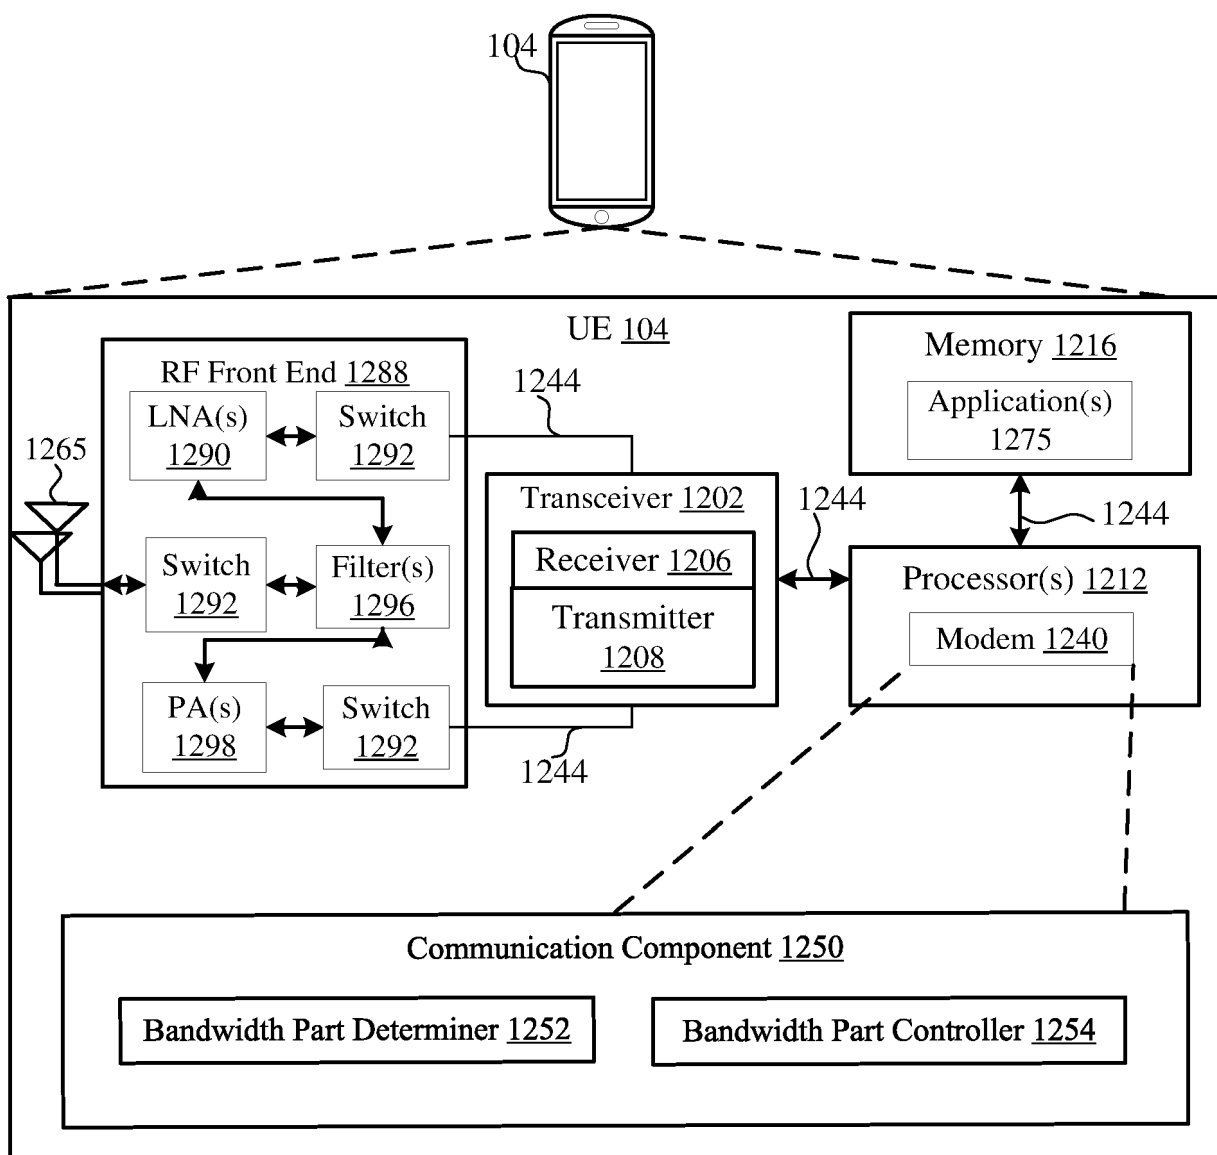 104
UE 104
RF Front End 1288
LNA(s)
1290
Switch
1292
1244
Memory 1216
Application(s)
1275
1265
Transceiver 1202
1244
1244
Switch
1292
Filter(s)
1296
Receiver 1206
Transmitter
1208
Processor(s) 1212
Modem 1240
PA(s)
1298
Switch
1292
1244
Communication Component 1250
Bandwidth Part Determiner 1252
Bandwidth Part Controller 1254